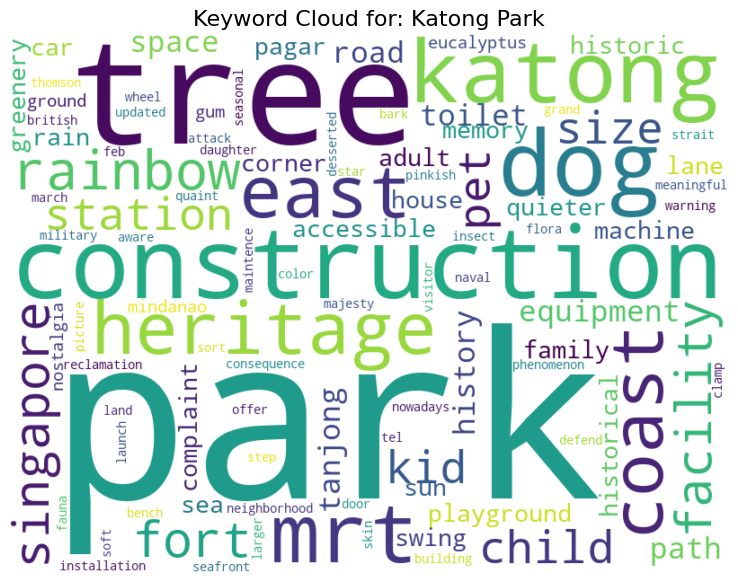 Keyword Cloud for: Katong Park
car
space
pagar
road
eucalyptus
historic
greenery
thomson
tree
katong
wheel
updated
seasonal
ground
british
gum
bark
toilet
grand
strait
size
rain
feb
attack
daughter
desserted
memory
dog
rainbow
corner
adult
pet
lane
star
pinkish
meaningful
march
quaint
east
house
quieter
warning
station
accessible
machine
military
aware
maintence
insect
flora
construction
color
naval
visitor
nostalgia
picture
mindanao
majesty
equipment
heritage
history
singapore
sort
family
coast
facility
reclamation
consequence
phenomenon
clamp
park
land
launch
complaint
offer
tanjong
nowadays
historical
step
tel
kid
defend
sun
fauna
bench
sea
neighborhood
door
playground
soft
fort
larger
mrt
skin
swing
child
building
path
installation
seafront